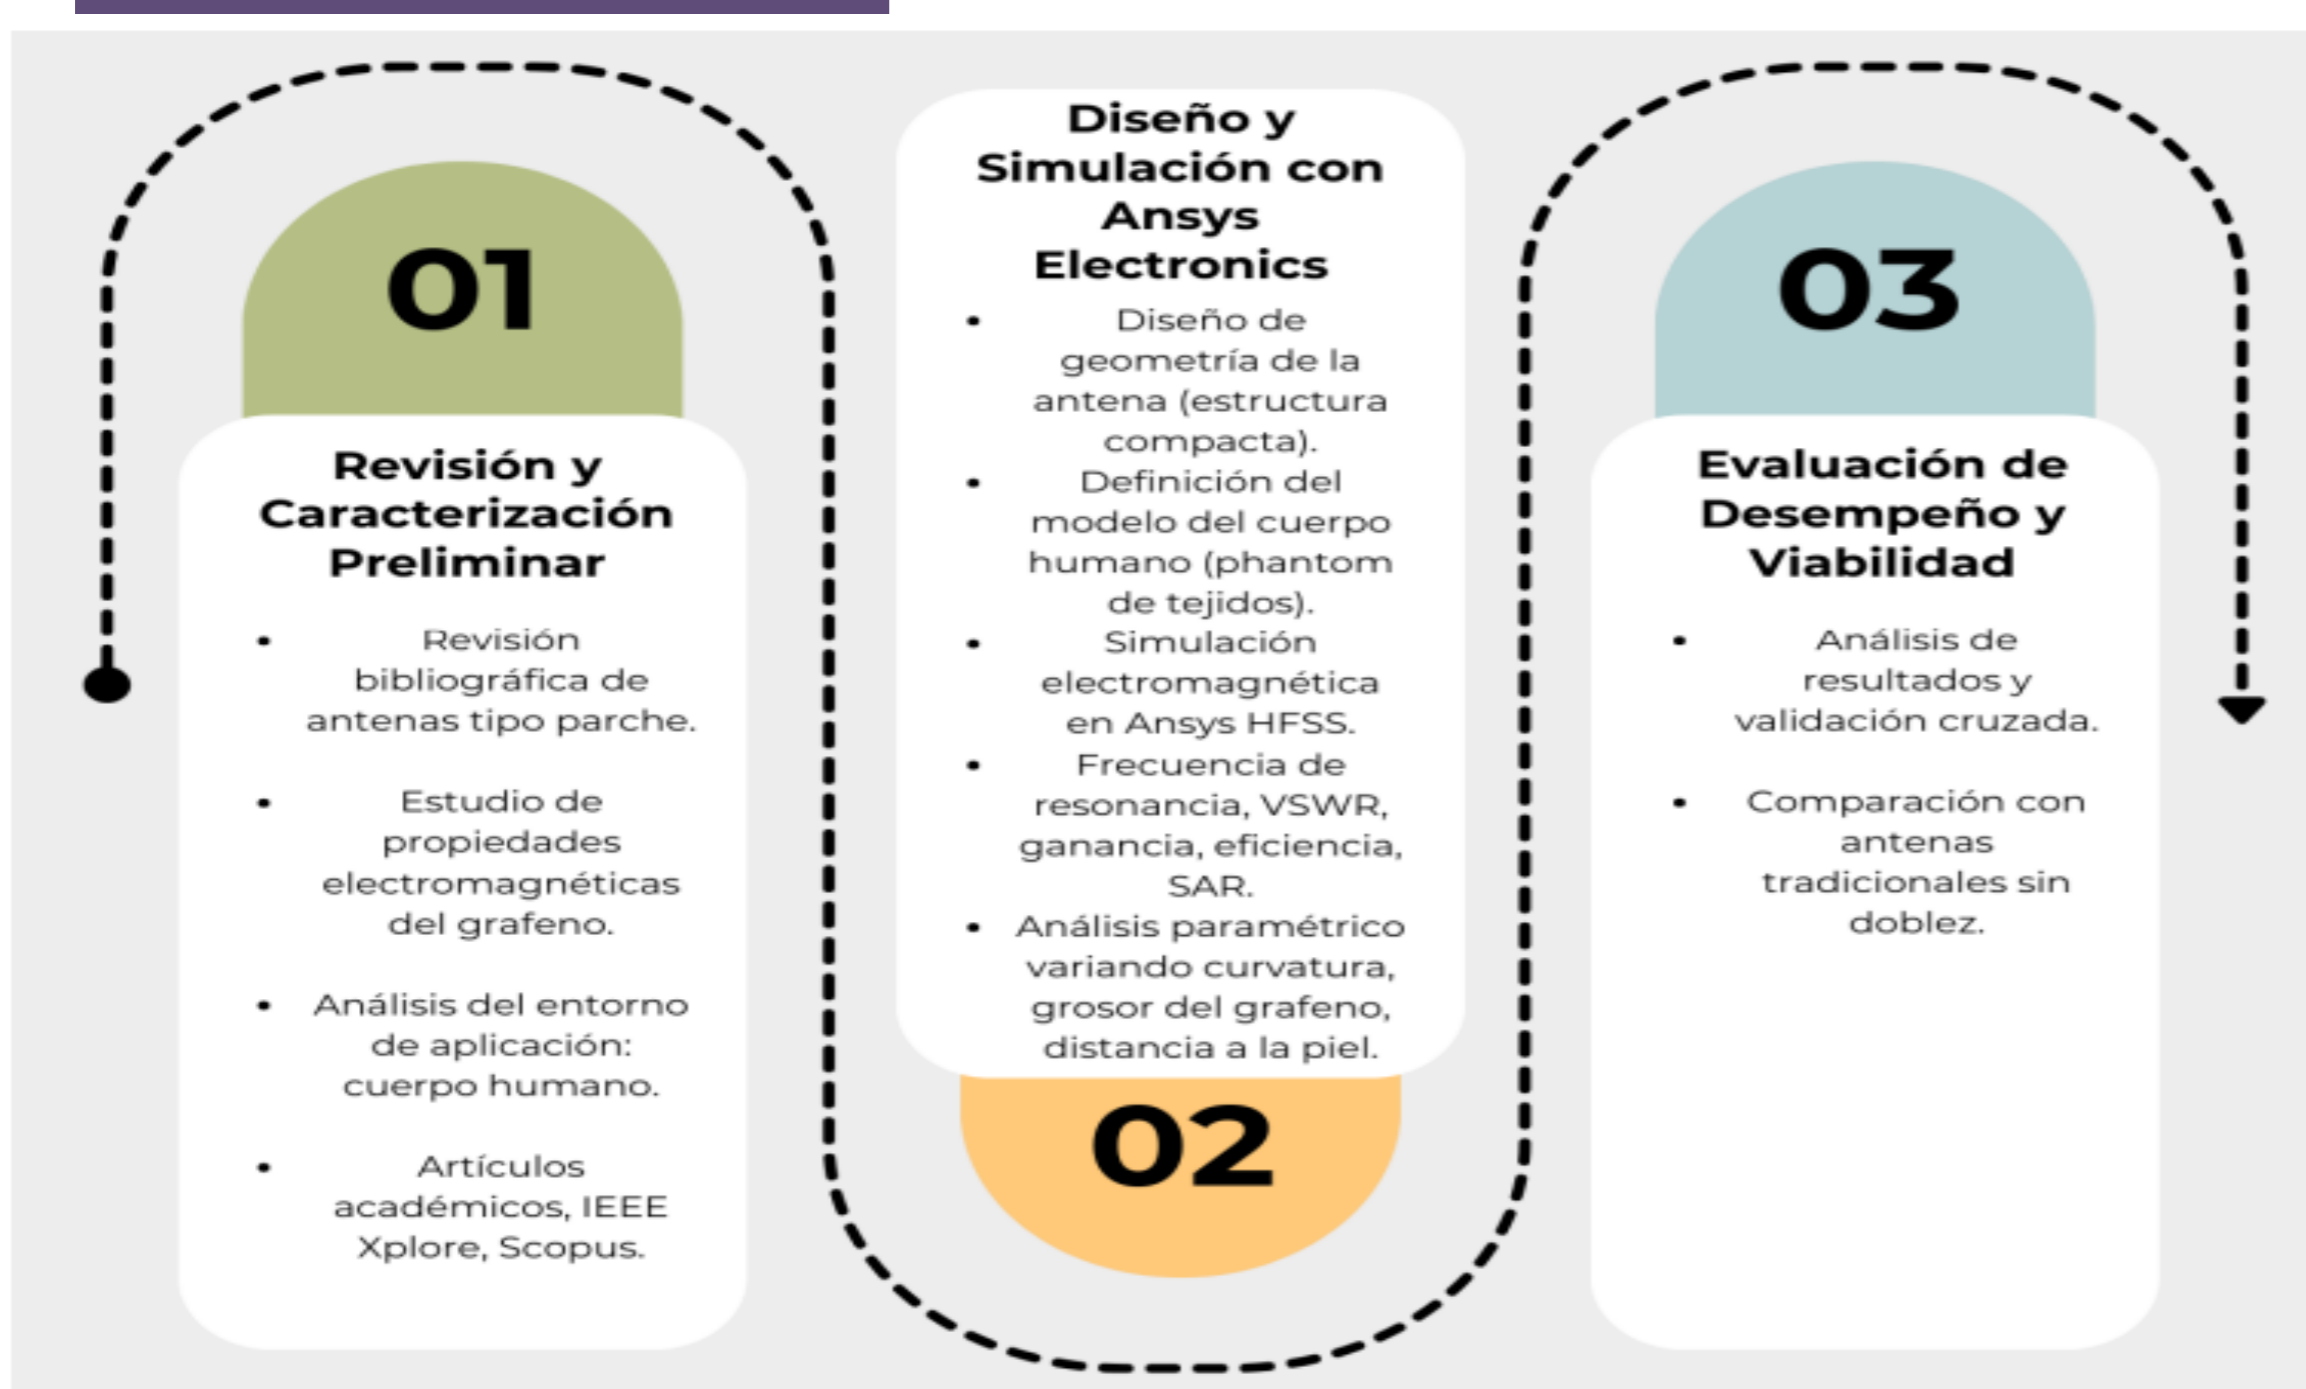 01
Revisión y
Caracterización
Preliminar
• Revisión
bibliográfica de
antenas tipo parche.
• Estudio de
propiedades
electromagnéticas
del grafeno.
• Análisis del entorno
de aplicación:
cuerpo humano.
• Artículos
académicos, IEEE
Xplore, Scopus.
Diseño y
Simulación con
Ansys
Electronics
• Diseño de
geometría de la
antena (estructura
compacta).
• Definición del
modelo del cuerpo
humano (phantom
de tejidos).
• Simulación
electromagnética
en Ansys HFSS.
• Frecuencia de
resonancia, VSWR,
ganancia, eficiencia,
SAR.
• Análisis paramétrico
variando curvatura,
grosor del grafeno,
distancia a la piel.
02
03
Evaluación de
Desempeño y
Viabilidad
• Análisis de
resultados y
validación cruzada.
• Comparación con
antenas
tradicionales sin
doblez.